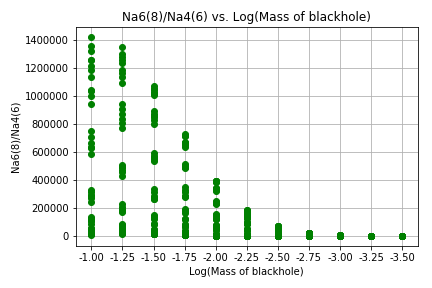 Na6(8)/Na4(6) vs. Log(Mass of blackhole)
1400000
1200000
1000000
800000
600000
400000
200000
0
Na6(8)/Na4(6)
-1.00 -1.25 -1.50 -1.75 -2.00 -2.25 -2.50 -2.75 -3.00 -3.25 -3.50
Log(Mass of blackhole)